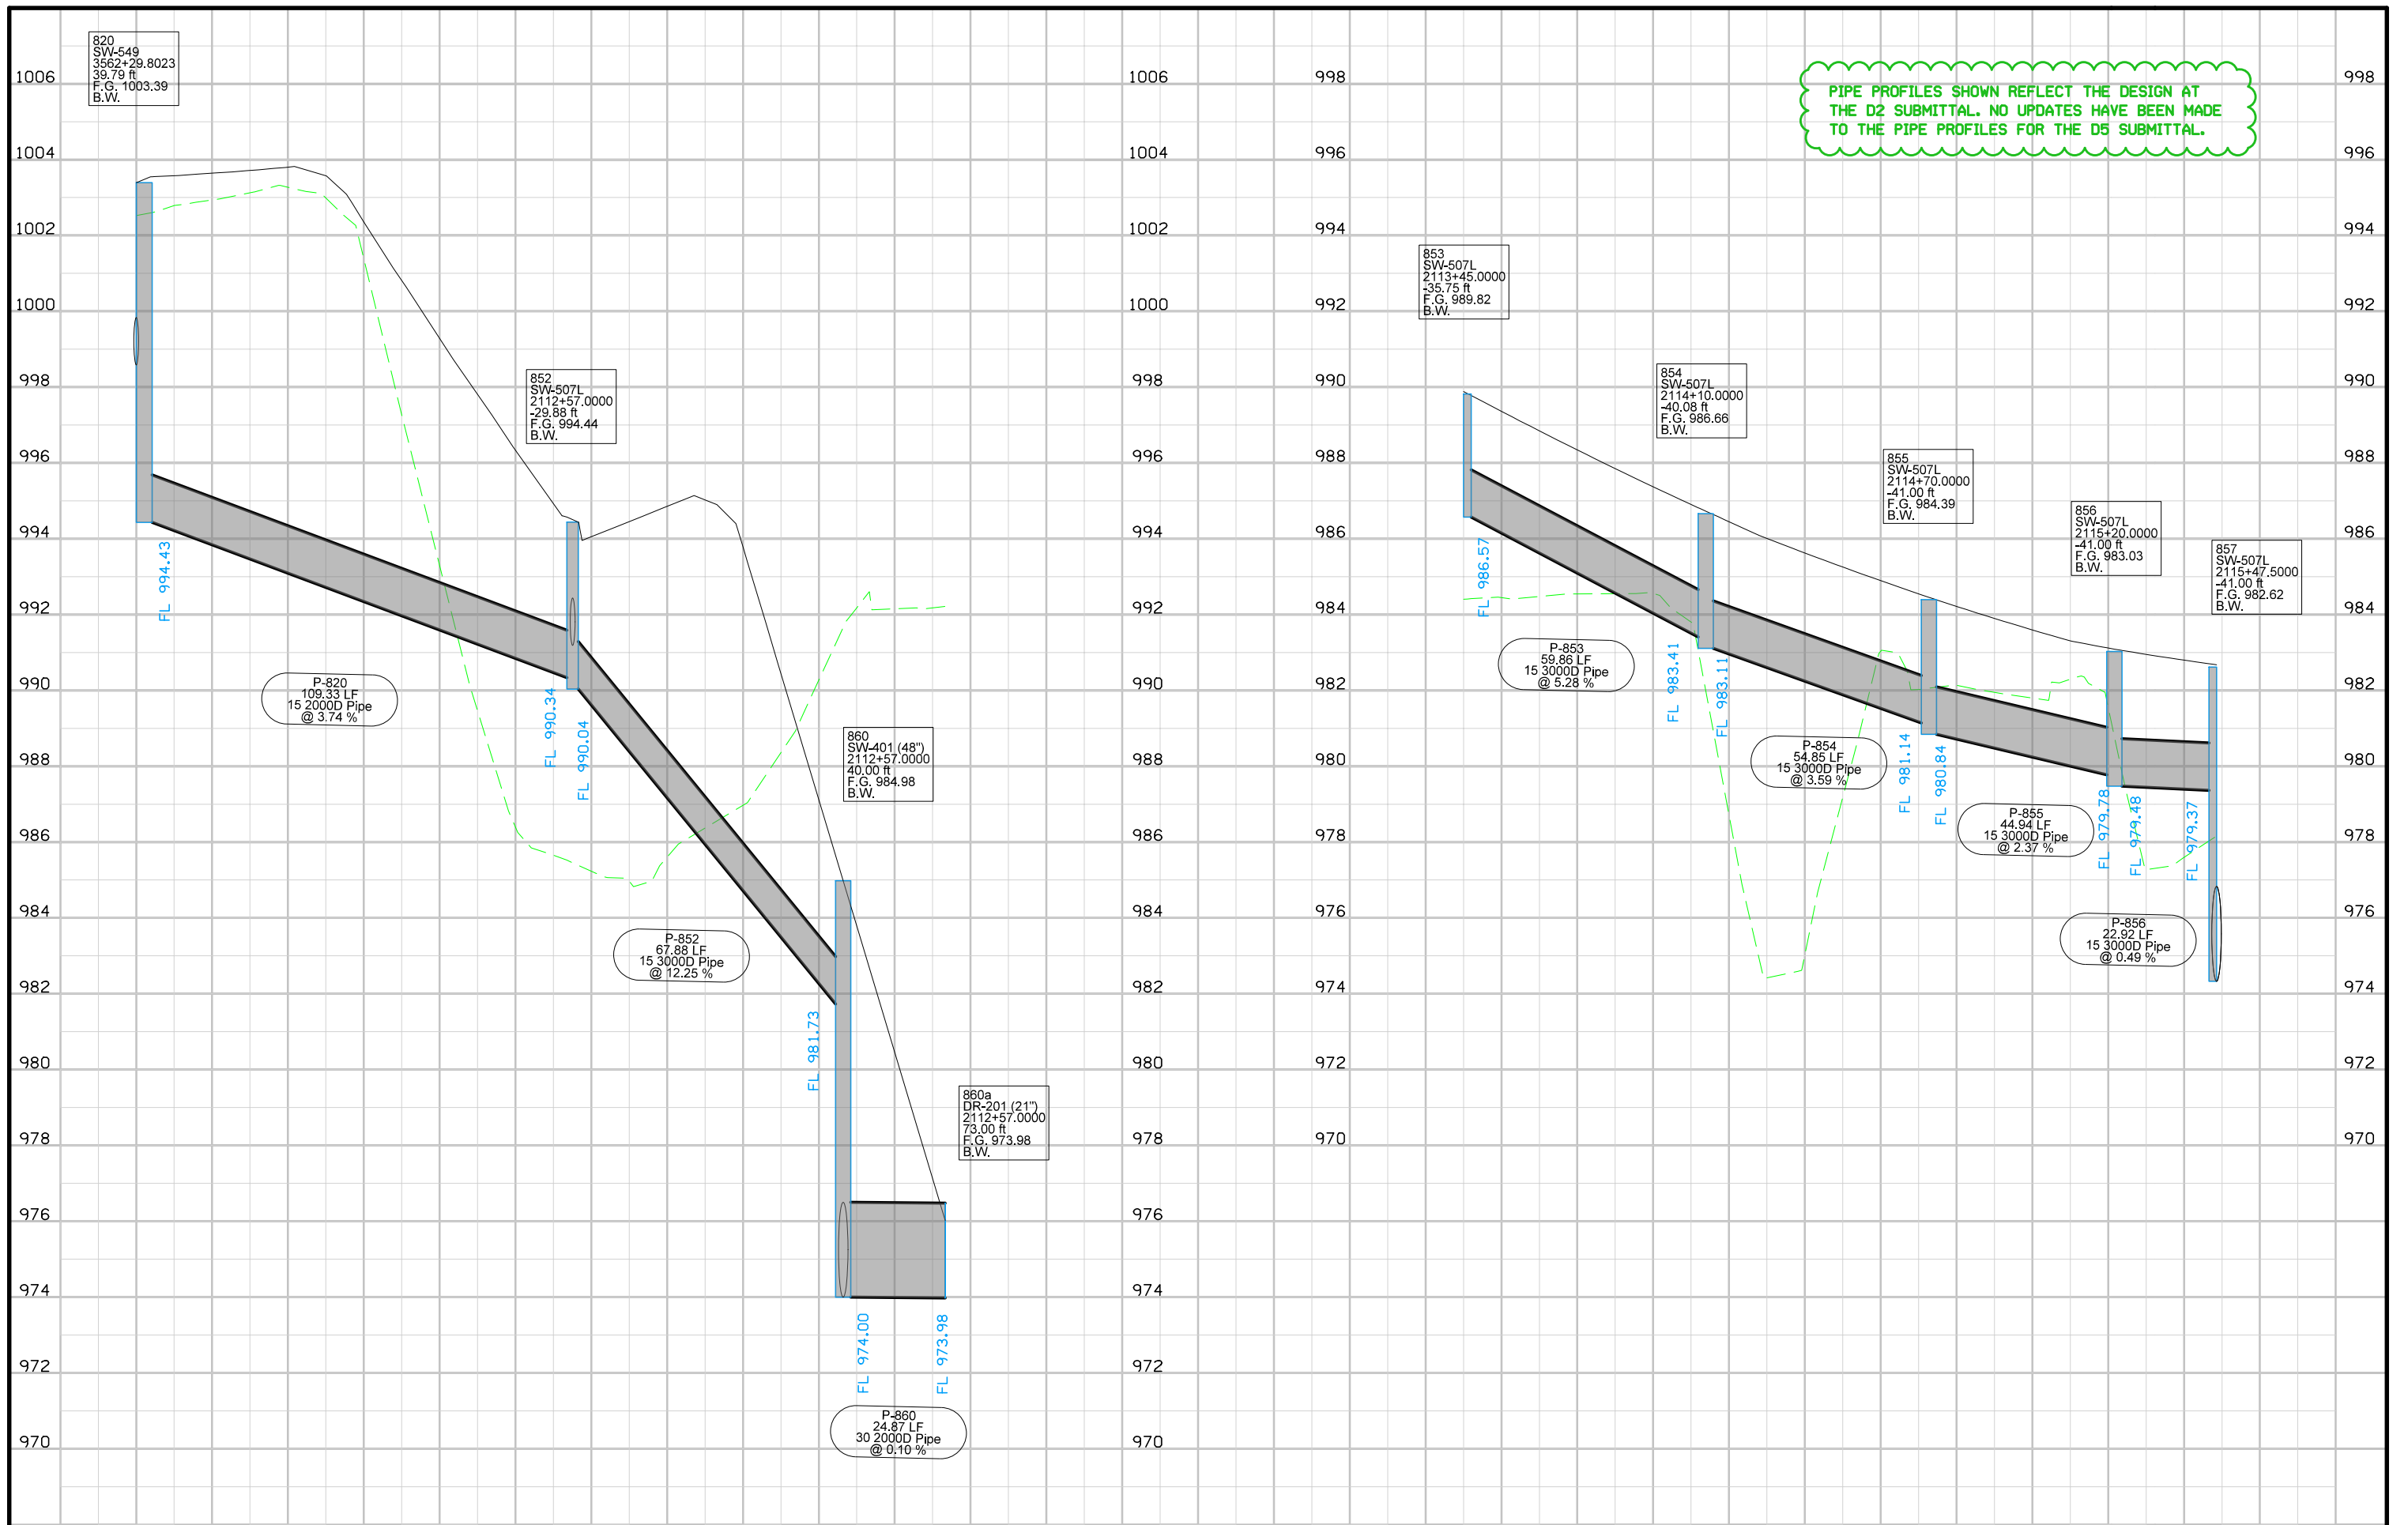 820
SW-549
3562+29.8023
39.79 ft
F.G. 1003.39
B.W.
PIPE PROFILES SHOWN REFLECT THE DESIGN AT
THE D2 SUBMITTAL. NO UPDATES HAVE BEEN MADE
TO THE PIPE PROFILES FOR THE D5 SUBMITTAL.
1006
1004
1002
1000
998
996
994
992
990
988
986
984
982
980
978
976
974
972
970
FL 994.43
P-820
109.33 LF
15 2000D Pipe
@ 3.74 %
852
SW-507L
2112+57.0000
-29.88 ft
F.G. 994.44
B.W.
FL 990.34
FL 990.04
P-852
67.88 LF
15 3000D Pipe
@ 12.25 %
860
SW-401 (48")
2112+57.0000
40.00 ft
F.G. 984.98
B.W.
FL 981.73
860a
DR-201 (21")
2112+57.0000
73.00 ft
F.G. 973.98
B.W.
FL 974.00
FL 973.98
P-860
24.87 LF
30 2000D Pipe
@ 0.10 %
1006
1004
1002
1000
998
996
994
992
990
988
986
984
982
980
978
976
974
972
970
998
996
994
992
990
988
986
984
982
980
978
976
974
972
970
853
SW-507L
2113+45.0000
-35.75 ft
F.G. 989.82
B.W.
FL 986.57
P-853
59.86 LF
15 3000D Pipe
@ 5.28 %
854
SW-507L
2114+10.0000
-40.08 ft
F.G. 986.66
B.W.
FL 983.41
FL 983.11
P-854
54.85 LF
15 3000D Pipe
@ 3.59 %
855
SW-507L
2114+70.0000
-41.00 ft
F.G. 984.39
B.W.
FL 981.14
FL 980.84
P-855
44.94 LF
15 3000D Pipe
@ 2.37 %
856
SW-507L
2115+20.0000
-41.00 ft
F.G. 983.03
B.W.
FL 979.78
FL 979.48
P-856
22.92 LF
15 3000D Pipe
@ 0.49 %
857
SW-507L
2115+47.5000
-41.00 ft
F.G. 982.62
B.W.
FL 979.37
998
996
994
992
990
988
986
984
982
980
978
976
974
972
970